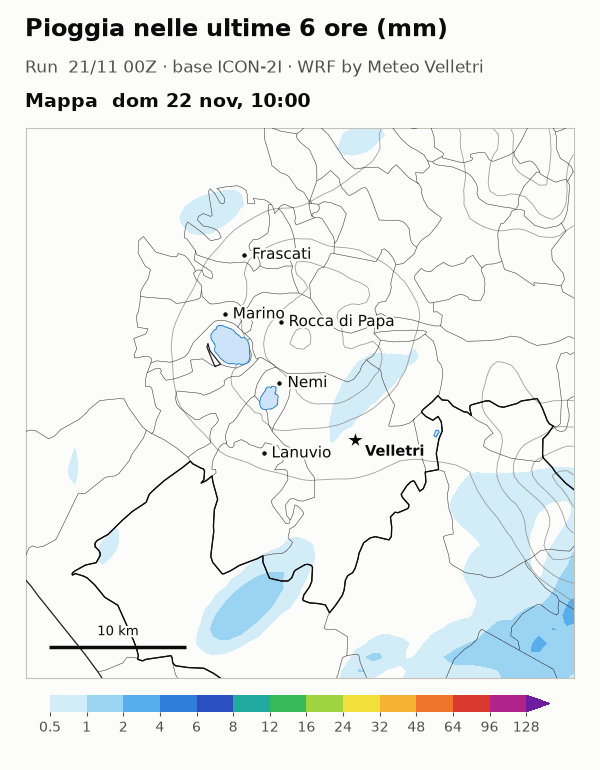 Pioggia nelle ultime 6 ore (mm)
Run 21/11 00Z · base ICON-2I · WRF by Meteo Velletri
Mappa dom 22 nov, 10:00
Frascati
Marino
Rocca di Papa
Nemi
Velletri
Lanuvio
10 km
0.5 1 2 4 6 8 12 16 24 32 48 64 96 128